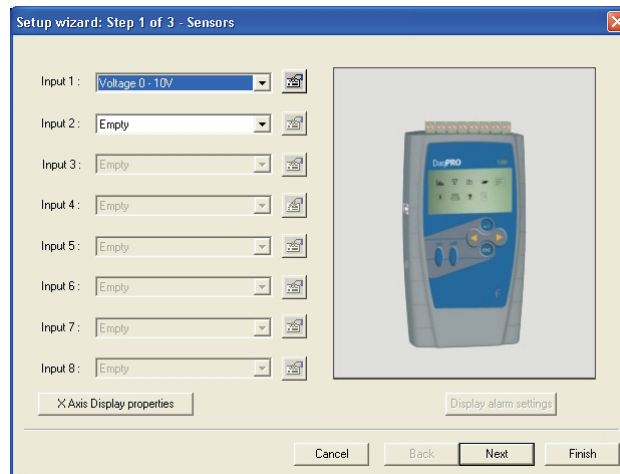 Setup wizard: Step 1 of 3 - Sensors
Input 1 : Voltage 0 - 10V
Input 2 : Empty
Input 3 : Empty
Input 4 : Empty
Input 5 : Empty
Input 6 : Empty
Input 7 : Empty
Input 8 : Empty
DaqPRO
X Axis Display properties
Display alarm settings
Cancel
Back
Next
Finish